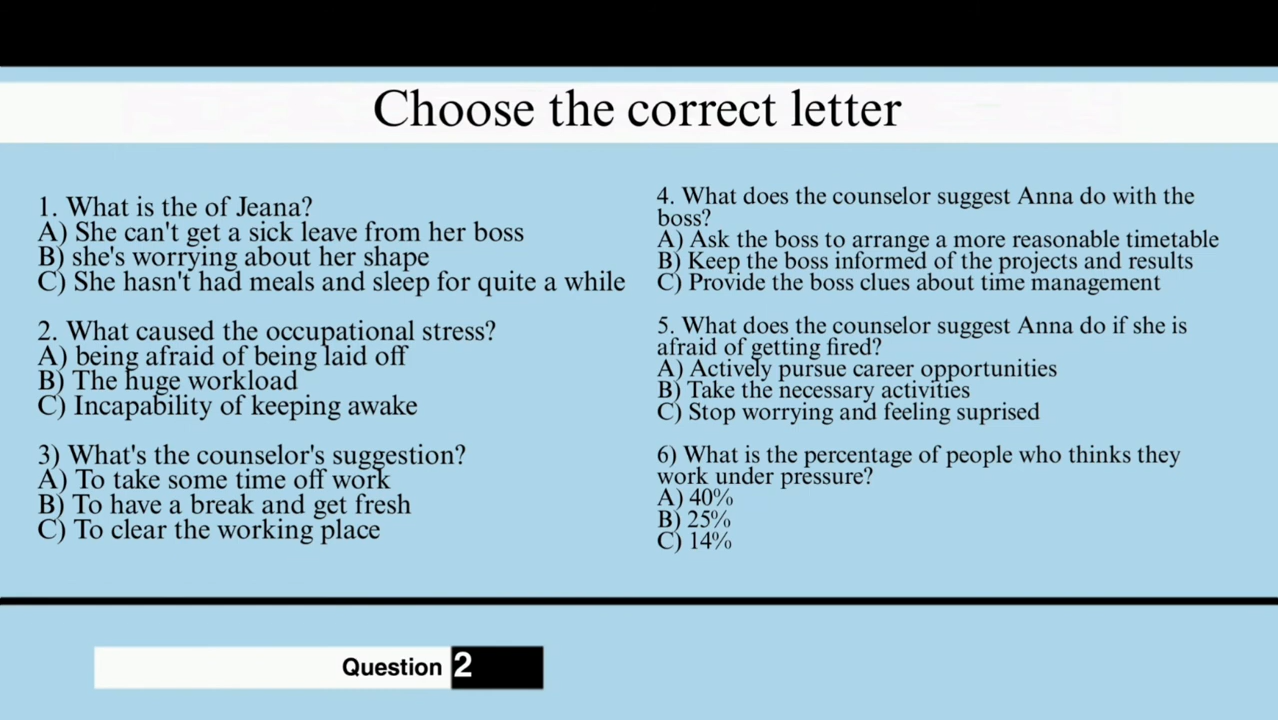 Choose the correct letter
1. What is the of Jeana?
A) She can't get a sick leave from her boss
B) she's worrying about her shape
C) She hasn't had meals and sleep for quite a while
2. What caused the occupational stress?
A) being afraid of being laid off
B) The huge workload
C) Incapability of keeping awake
3) What's the counselor's suggestion?
A) To take some time off work
B) To have a break and get fresh
C) To clear the working place
4. What does the counselor suggest Anna do with the
boss?
A) Ask the boss to arrange a more reasonable timetable
B) Keep the boss informed of the projects and results
C) Provide the boss clues about time management
5. What does the counselor suggest Anna do if she is
afraid of getting fired?
A) Actively pursue career opportunities
B) Take the necessary activities
C) Stop worrying and feeling suprised
6) What is the percentage of people who thinks they
work under pressure?
A) 40%
B) 25%
C) 14%
Question 2